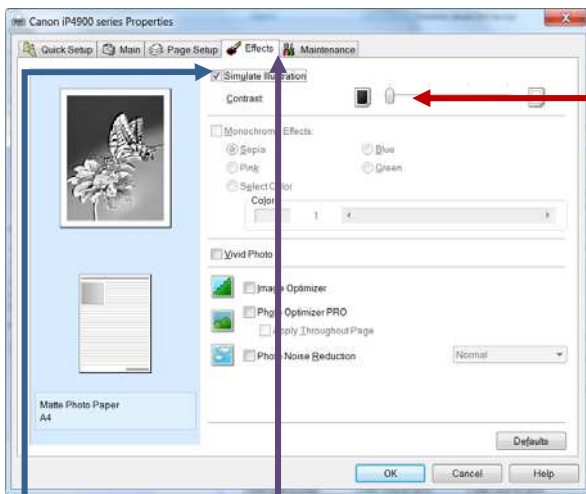 Canon iP4900 series Properties
Quick Setup Main Page Setup Effects Maintenance
Simulate Illustration
Contrast
Monochrome Effects:
Sepia Blue
Pink Green
Select Color
Color
1
Vivid Photo
Image Optimizer
Photo Optimizer PRO
Apply Throughout Page
Photo Noise Reduction Normal
Matte Photo Paper
A4
Defaults
OK Cancel Help